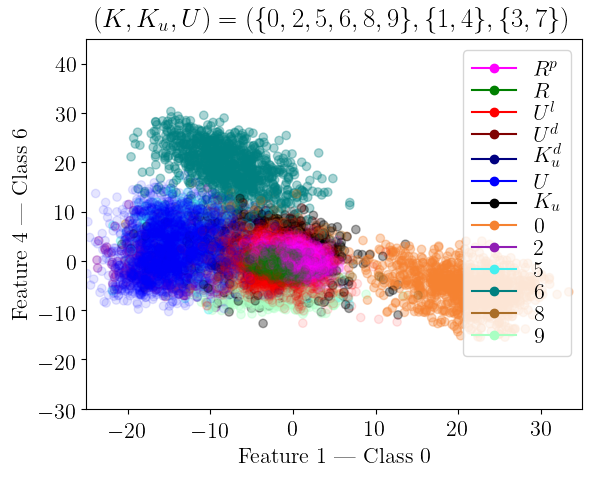 (K, K_u, U) = ({0, 2, 5, 6, 8, 9}, {1, 4}, {3, 7})
40
30
20
10
0
−10
−20
−30
Feature 4 — Class 6
R^p
R
U^l
U^d
K_u^d
U
K_u
0
2
5
6
8
9
−20
−10
0
10
20
30
Feature 1 — Class 0